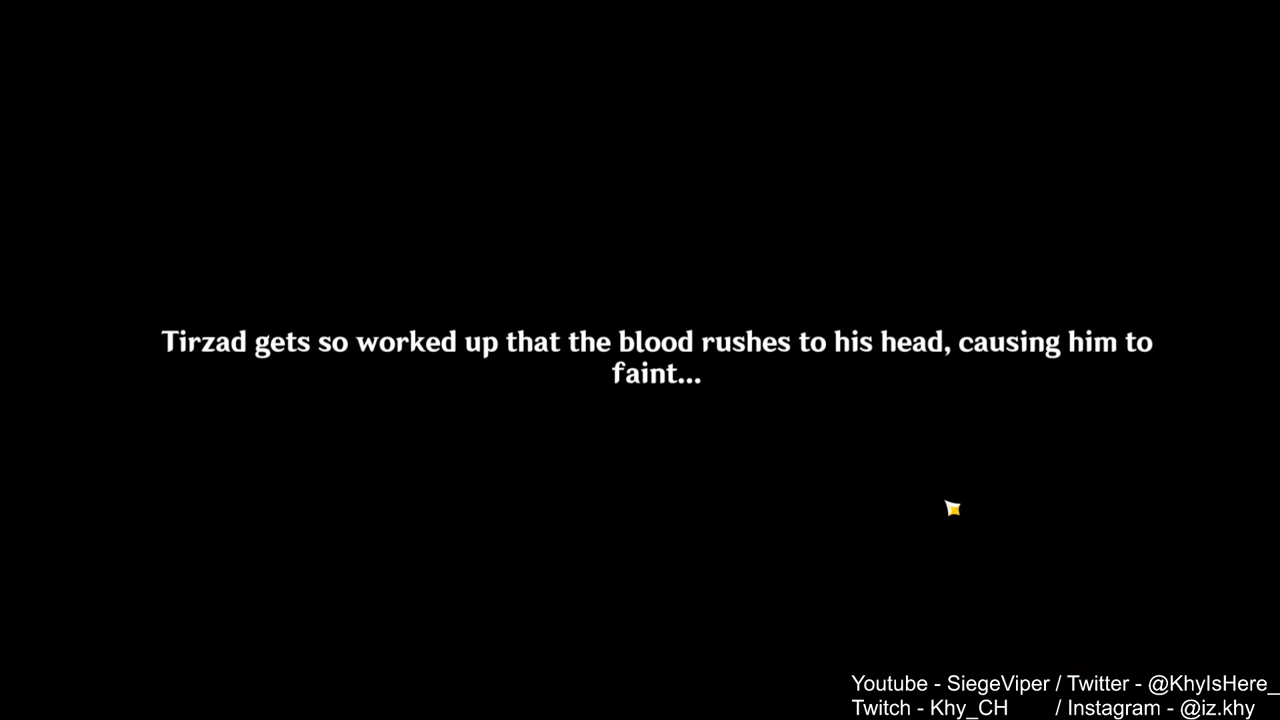 Tirzad gets so worked up that the blood rushes to his head, causing him to
faint...
Youtube - SiegeViper / Twitter - @KhyIsHere_
Twitch - Khy_CH / Instagram - @iz.khy